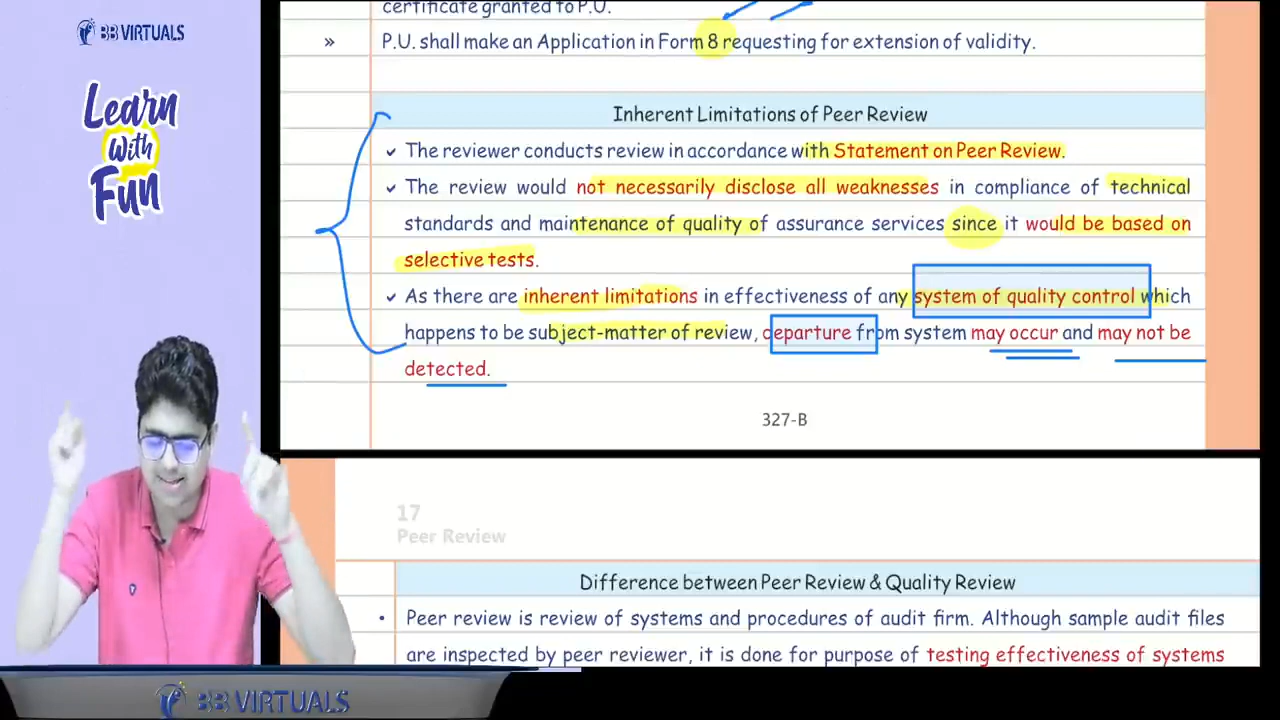 BB VIRTUALS
Learn
With
Fun
certificate granted to P.U.
» P.U. shall make an Application in Form 8 requesting for extension of validity.
Inherent Limitations of Peer Review
✓ The reviewer conducts review in accordance with Statement on Peer Review.
✓ The review would not necessarily disclose all weaknesses in compliance of technical
standards and maintenance of quality of assurance services since it would be based on
selective tests.
✓ As there are inherent limitations in effectiveness of any system of quality control which
happens to be subject-matter of review, departure from system may occur and may not be
detected.
327-B
17
Peer Review
Difference between Peer Review & Quality Review
• Peer review is review of systems and procedures of audit firm. Although sample audit files
are inspected by peer reviewer, it is done for purpose of testing effectiveness of systems
BB VIRTUALS